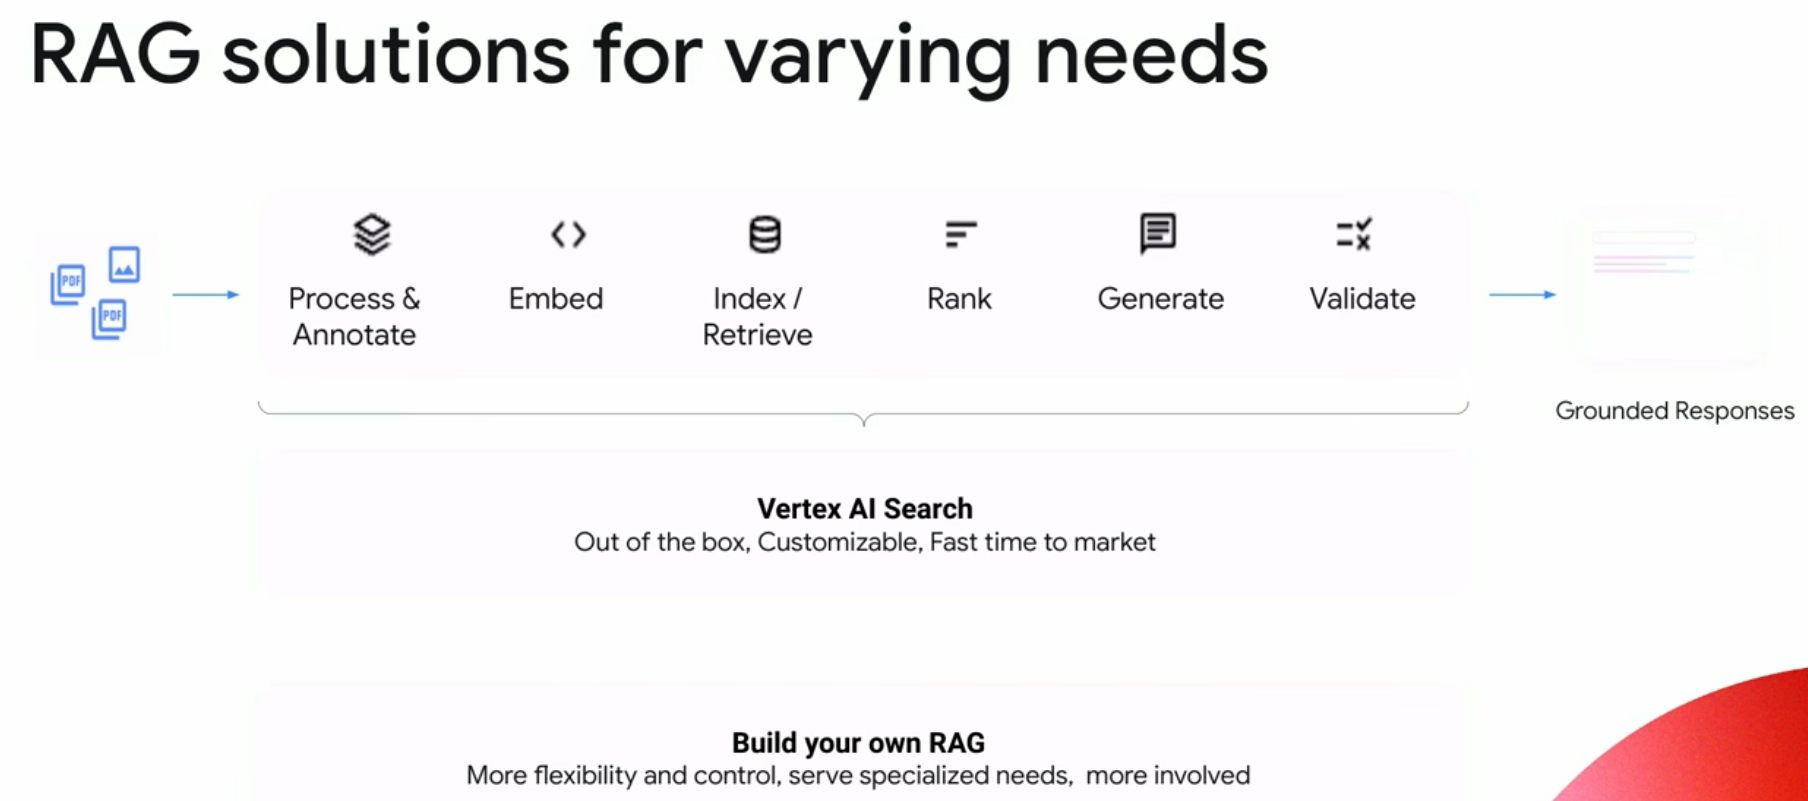 RAG solutions for varying needs
PDF
PDF
Process &
Annotate
Embed
Index /
Retrieve
Rank
Generate
Validate
Grounded Responses
Vertex AI Search
Out of the box, Customizable, Fast time to market
Build your own RAG
More flexibility and control, serve specialized needs, more involved